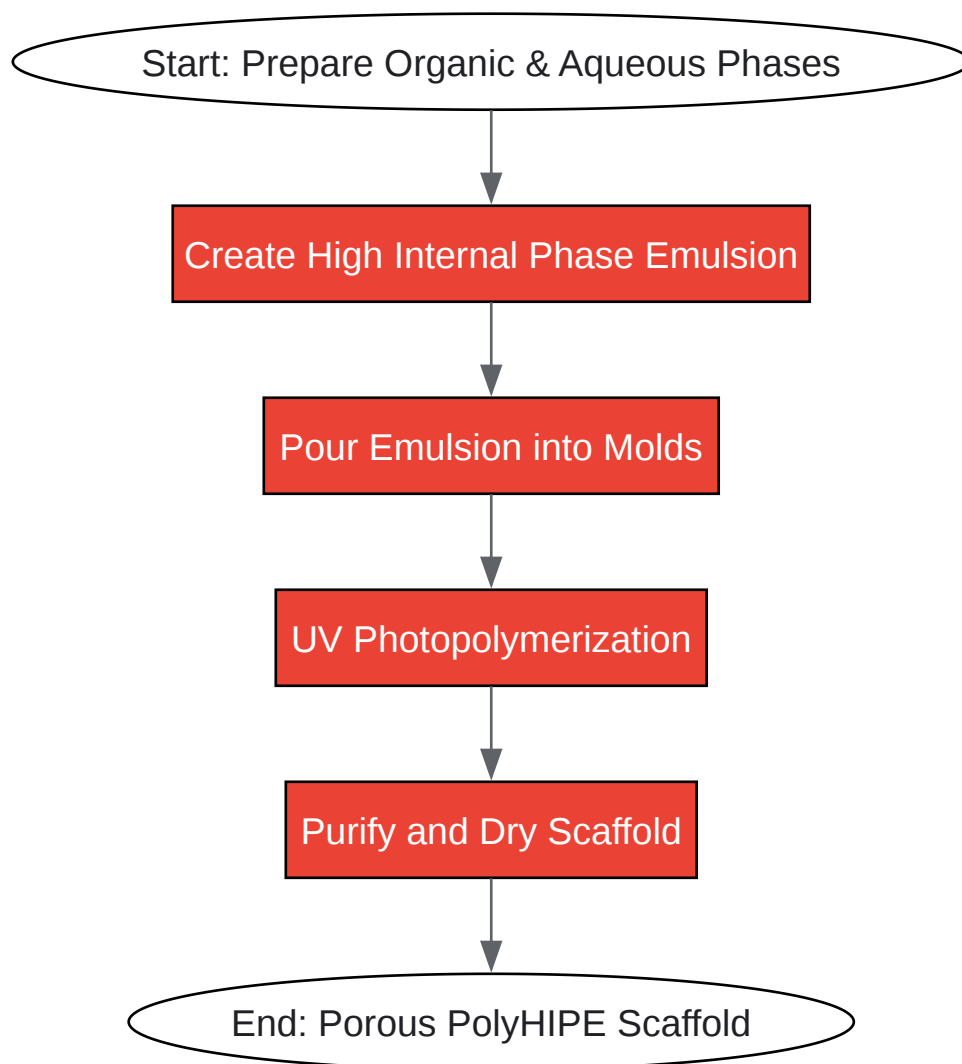 Start: Prepare Organic & Aqueous Phases
Create High Internal Phase Emulsion
Pour Emulsion into Molds
UV Photopolymerization
Purify and Dry Scaffold
End: Porous PolyHIPE Scaffold